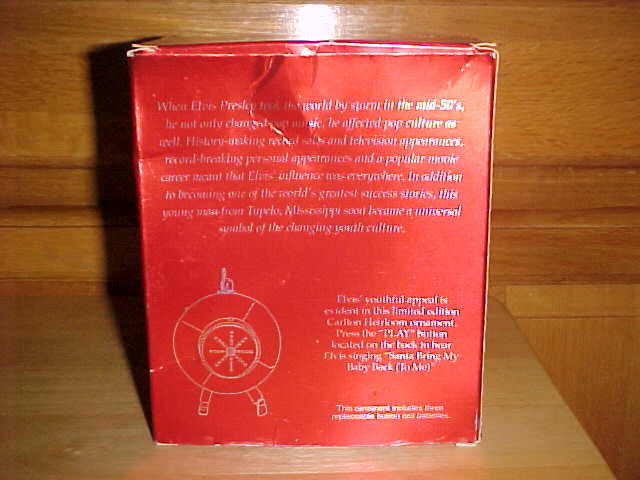 When Elvis Presley took the world by storm in the mid-50's,
he not only changed pop music, he affected pop culture as
well. History-making record sales and television appearances,
record-breaking personal appearances and a popular movie
career meant that Elvis' influence was everywhere. In addition
to becoming one of the world's greatest success stories, this
young man from Tupelo, Mississippi soon became a universal
symbol of the changing youth culture.
Elvis' youthful appeal is
evident in this limited edition
Carlton Heirloom ornament.
Press the "PLAY" button
located on the back to hear
Elvis singing "Santa Bring My
Baby Back (To Me)"
This ornament includes three
replaceable button cell batteries.